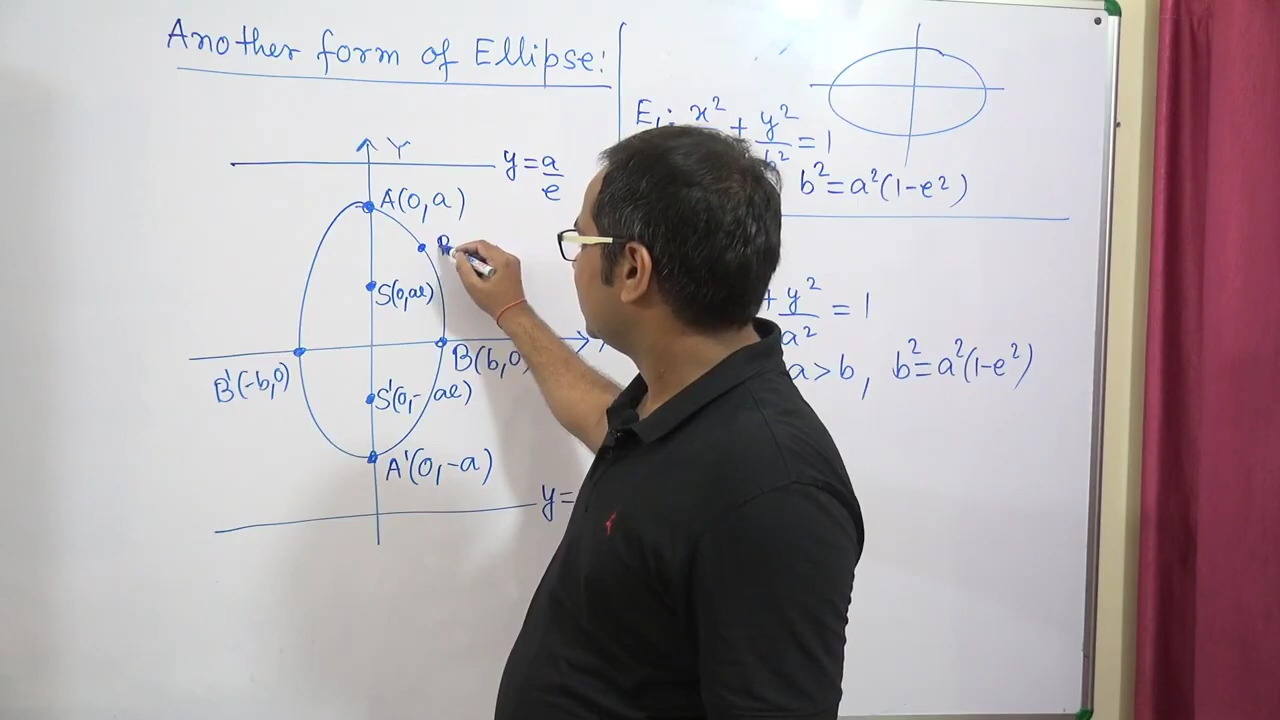 Another form of Ellipse:
Y
y = a/e
A(0, a)
S(0, ae)
B(b, 0)
B'(-b, 0)
S'(0, -ae)
A'(0, -a)
y =
E₁: x² + y²/b² = 1
b² = a²(1-e²)
+ y²/a² = 1
a > b, b² = a²(1-e²)